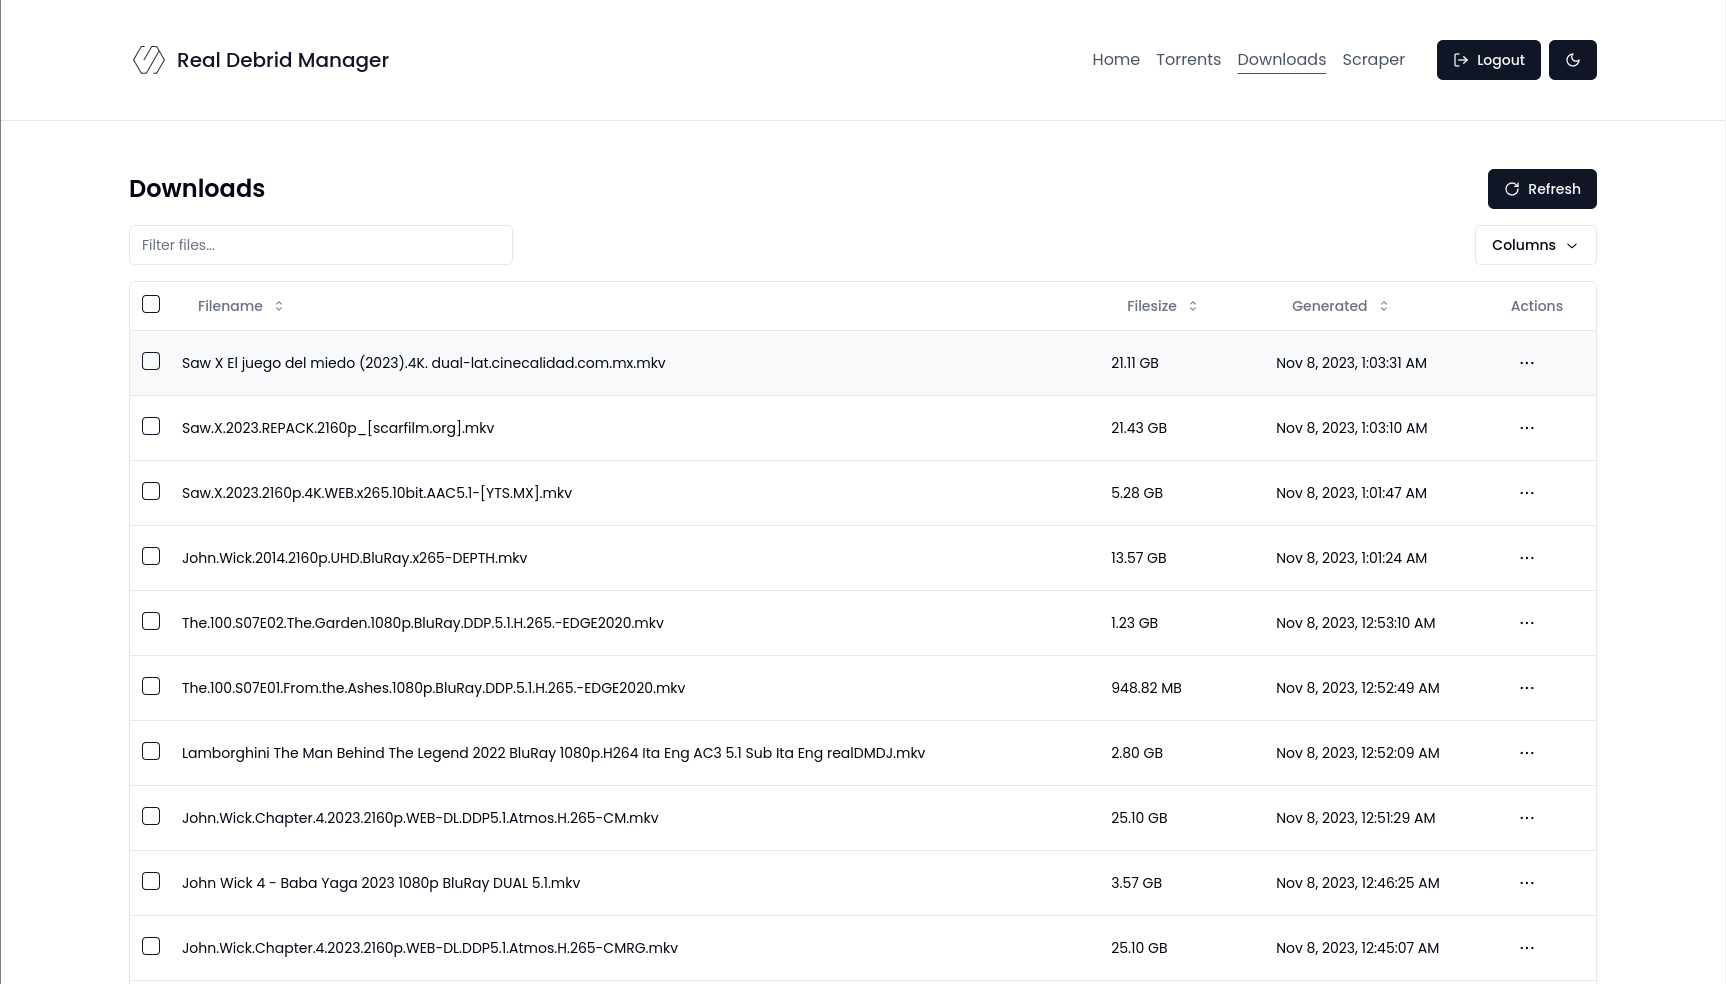 Real Debrid Manager
Home Torrents Downloads Scraper Logout
Downloads
Refresh
Filter files...
Columns
Filename Filesize Generated Actions
Saw X El juego del miedo (2023).4K. dual-lat.cinecalidad.com.mx.mkv 21.11 GB Nov 8, 2023, 1:03:31 AM ...
Saw.X.2023.REPACK.2160p_[scarfilm.org].mkv 21.43 GB Nov 8, 2023, 1:03:10 AM ...
Saw.X.2023.2160p.4K.WEB.x265.10bit.AAC5.1-[YTS.MX].mkv 5.28 GB Nov 8, 2023, 1:01:47 AM ...
John.Wick.2014.2160p.UHD.BluRay.x265-DEPTH.mkv 13.57 GB Nov 8, 2023, 1:01:24 AM ...
The.100.S07E02.The.Garden.1080p.BluRay.DDP.5.1.H.265.-EDGE2020.mkv 1.23 GB Nov 8, 2023, 12:53:10 AM ...
The.100.S07E01.From.the.Ashes.1080p.BluRay.DDP.5.1.H.265.-EDGE2020.mkv 948.82 MB Nov 8, 2023, 12:52:49 AM ...
Lamborghini The Man Behind The Legend 2022 BluRay 1080p.H264 Ita Eng AC3 5.1 Sub Ita Eng realDMDJ.mkv 2.80 GB Nov 8, 2023, 12:52:09 AM ...
John.Wick.Chapter.4.2023.2160p.WEB-DL.DDP5.1.Atmos.H.265-CM.mkv 25.10 GB Nov 8, 2023, 12:51:29 AM ...
John Wick 4 - Baba Yaga 2023 1080p BluRay DUAL 5.1.mkv 3.57 GB Nov 8, 2023, 12:46:25 AM ...
John.Wick.Chapter.4.2023.2160p.WEB-DL.DDP5.1.Atmos.H.265-CMRG.mkv 25.10 GB Nov 8, 2023, 12:45:07 AM ...